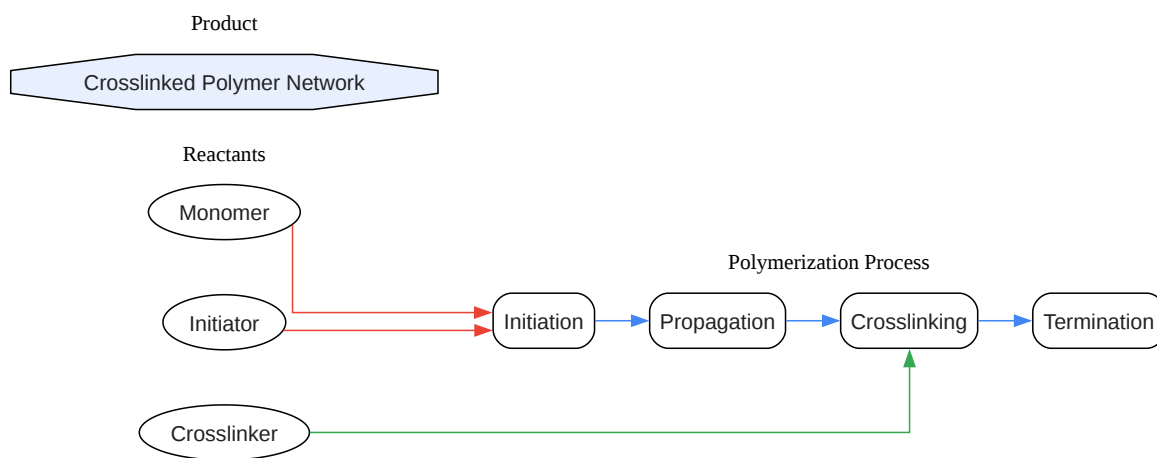 Product
Crosslinked Polymer Network
Reactants
Monomer
Polymerization Process
Initiator
Initiation
Propagation
Crosslinking
Termination
Crosslinker